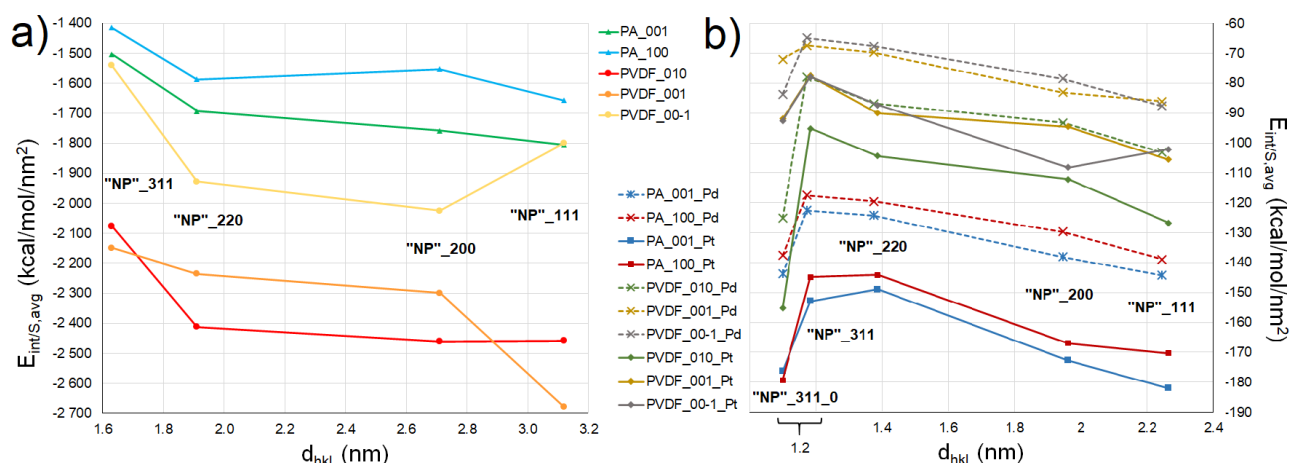 a)
E_int/S,avg (kcal/mol/nm²)
-1 400
-1 500
-1 600
-1 700
-1 800
-1 900
-2 000
-2 100
-2 200
-2 300
-2 400
-2 500
-2 600
-2 700
"NP"_311
"NP"_220
"NP"_200
"NP"_111
1.6 1.8 2.0 2.2 2.4 2.6 2.8 3.0 3.2
d_hkl (nm)
PA_001
PA_100
PVDF_010
PVDF_001
PVDF_00-1
PA_001_Pd
PA_100_Pd
PA_001_Pt
PA_100_Pt
PVDF_010_Pd
PVDF_001_Pd
PVDF_00-1_Pd
PVDF_010_Pt
PVDF_001_Pt
PVDF_00-1_Pt
b)
"NP"_220
"NP"_200
"NP"_111
"NP"_311
"NP"_311_0
1.2 1.4 1.6 1.8 2.0 2.2 2.4
d_hkl (nm)
-60
-70
-80
-90
-100
-110
-120
-130
-140
-150
-160
-170
-180
-190
E_int/S,avg (kcal/mol/nm²)